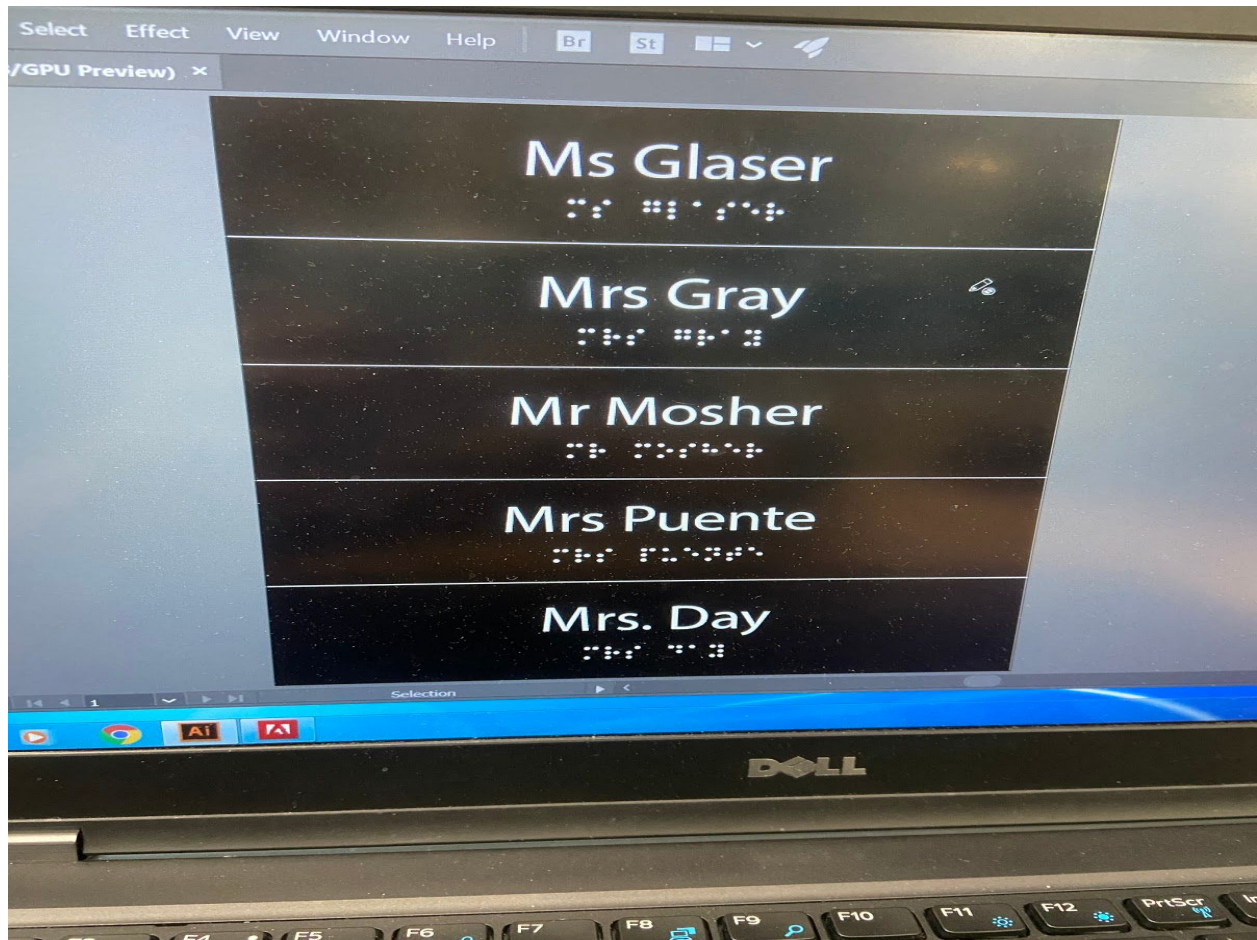 Select Effect View Window Help Br St
/GPU Preview) ×
Ms Glaser
⠍⠎ ⠛⠇⠁⠎⠑⠗
Mrs Gray
⠍⠗⠎ ⠛⠗⠁⠽
Mr Mosher
⠍⠗ ⠍⠕⠎⠓⠑⠗
Mrs Puente
⠍⠗⠎ ⠏⠥⠑⠝⠞⠑
Mrs. Day
⠍⠗⠎ ⠙⠁⠽
1 Selection
Ai
DELL
F4 F5 F6 F7 F8 F9 F10 F11 F12 PrtScr